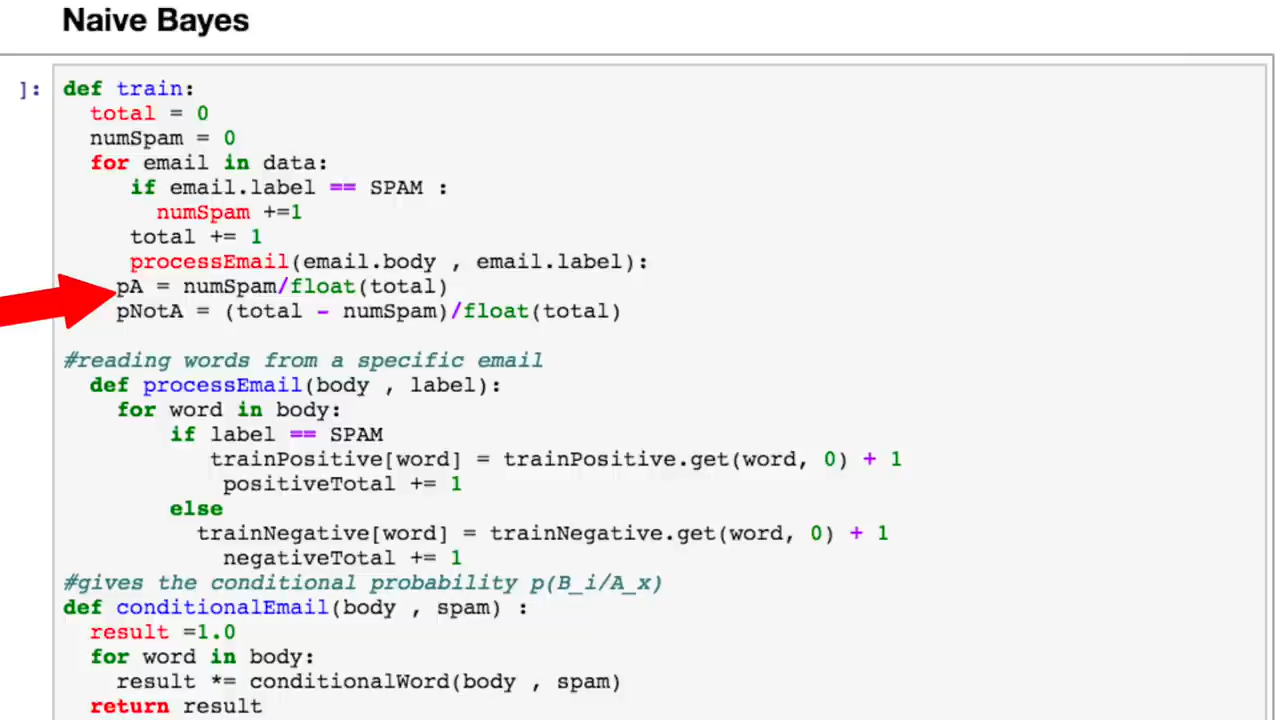 Naive Bayes
]:
def train:
total = 0
numSpam = 0
for email in data:
if email.label == SPAM :
numSpam +=1
total += 1
processEmail(email.body , email.label):
pA = numSpam/float(total)
pNotA = (total - numSpam)/float(total)
#reading words from a specific email
def processEmail(body , label):
for word in body:
if label == SPAM
trainPositive[word] = trainPositive.get(word, 0) + 1
positiveTotal += 1
else
trainNegative[word] = trainNegative.get(word, 0) + 1
negativeTotal += 1
#gives the conditional probability p(B_i/A_x)
def conditionalEmail(body , spam) :
result =1.0
for word in body:
result *= conditionalWord(body , spam)
return result